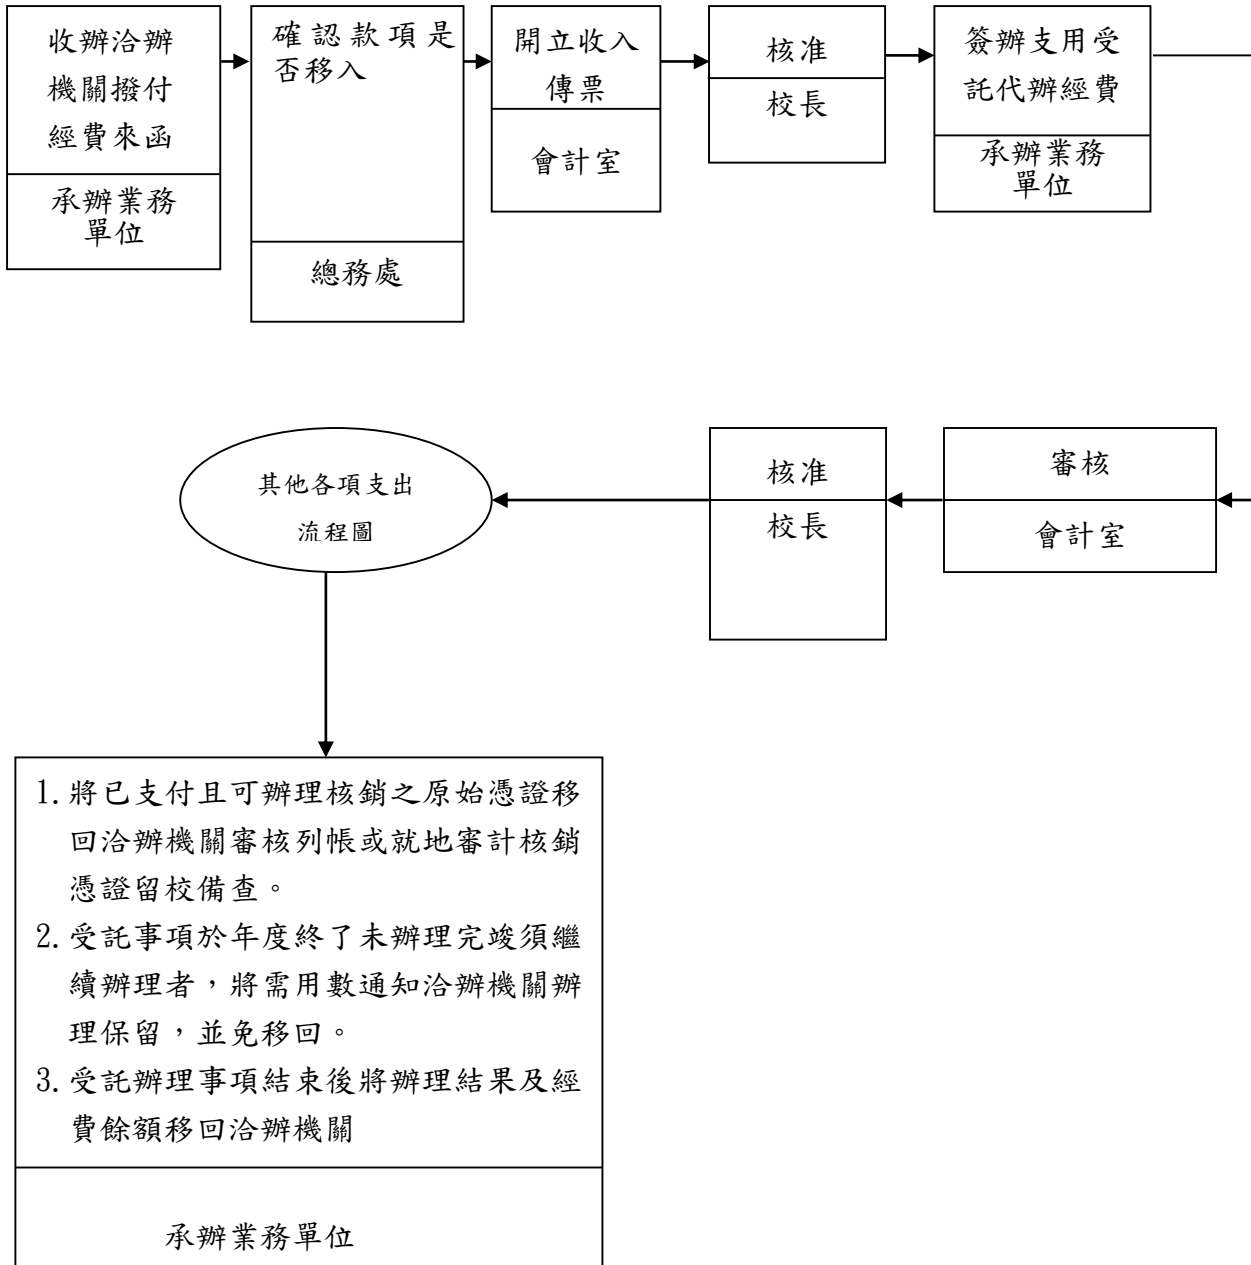 收辦洽辦
機關撥付
經費來函
承辦業務
單位
確認款項是
否移入
總務處
開立收入
傳票
會計室
核准
校長
簽辦支用受
託代辦經費
承辦業務
單位
審核
會計室
核准
校長
其他各項支出
流程圖
1. 將已支付且可辦理核銷之原始憑證移
回洽辦機關審核列帳或就地審計核銷
憑證留校備查。
2. 受託事項於年度終了未辦理完竣須繼
續辦理者，將需用數通知洽辦機關辦
理保留，並免移回。
3. 受託辦理事項結束後將辦理結果及經
費餘額移回洽辦機關
承辦業務單位